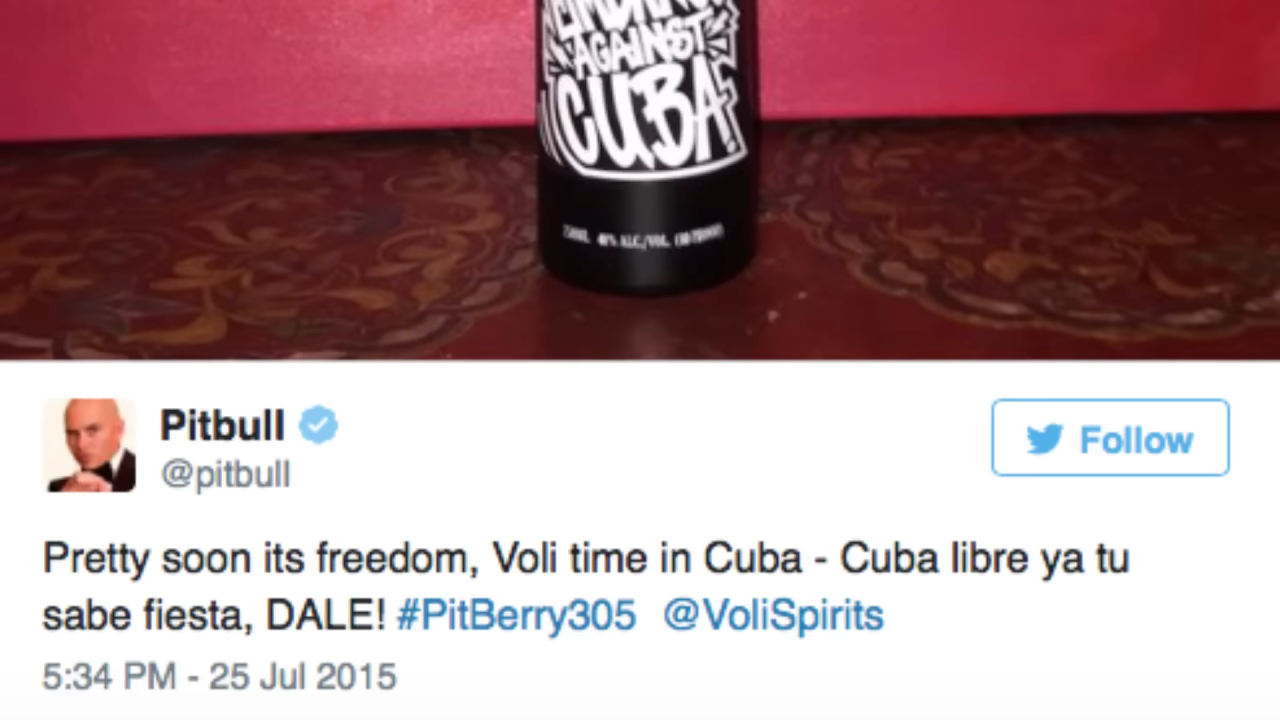 AGAINST
CUBA!
Pitbull
@pitbull
Follow
Pretty soon its freedom, Voli time in Cuba - Cuba libre ya tu
sabe fiesta, DALE! #PitBerry305 @VoliSpirits
5:34 PM - 25 Jul 2015